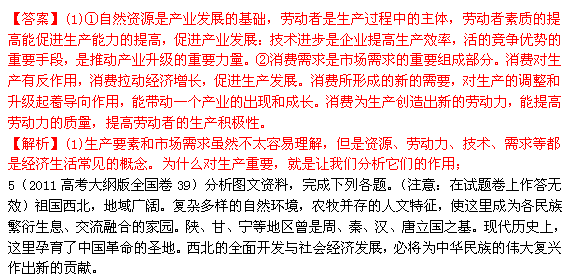 【答案】(1)①自然资源是产业发展的基础，劳动者是生产过程中的主体，劳动者素质的提
高能促进生产能力的提高，促进产业发展：技术进步是企业提高生产效率，活的竞争优势的
重要手段，是推动产业升级的重要力量。②消费需求是市场需求的重要组成部分。消费对生
产有反作用，消费拉动经济增长，促进生产发展。消费所形成的新的需要，对生产的调整和
升级起着导向作用，能带动一个产业的出现和成长。消费为生产创造出新的劳动力，能提高
劳动力的质量，提高劳动者的生产积极性。
【解析】(1)生产要素和市场需求虽然不太容易理解，但是资源、劳动力、技术、需求等都
是经济生活常见的概念。为什么对生产重要，就是让我们分析它们的作用；
5（2011高考大纲版全国卷 39）分析图文资料，完成下列各题。（注意：在试题卷上作答无
效）祖国西北，地域广阔。复杂多样的自然环境，农牧并存的人文特征，使这里成为各民族
繁衍生息、交流融合的家园。陕、甘、宁等地区曾是周、秦、汉、唐立国之基。现代历史上，
这里孕育了中国革命的圣地。西北的全面开发与社会经济发展，必将为中华民族的伟大复兴
作出新的贡献。